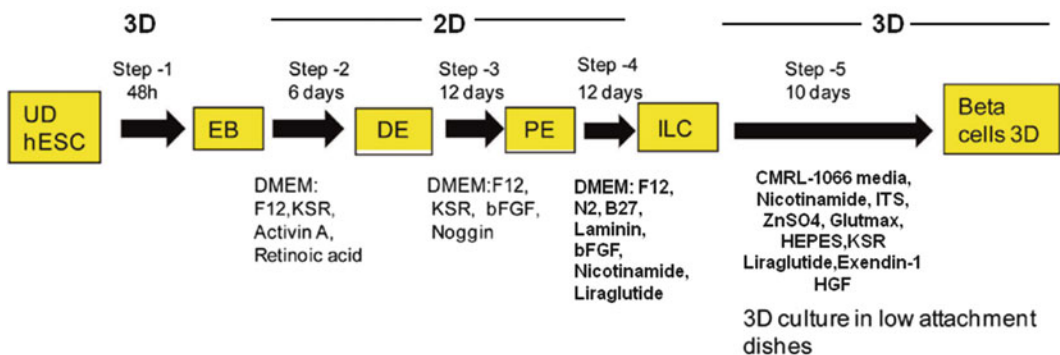 3D
2D
3D
Step -1
48h
Step -2
6 days
Step -3
12 days
Step -4
12 days
Step -5
10 days
UD
hESC
EB
DE
PE
ILC
Beta
cells 3D
DMEM:
F12,KSR,
Activin A,
Retinoic acid
DMEM:F12,
KSR, bFGF,
Noggin
DMEM: F12,
N2, B27,
Laminin,
bFGF,
Nicotinamide,
Liraglutide
CMRL-1066 media,
Nicotinamide, ITS,
ZnSO4, Glutmax,
HEPES,KSR
Liraglutide,Exendin-1
HGF
3D culture in low attachment
dishes